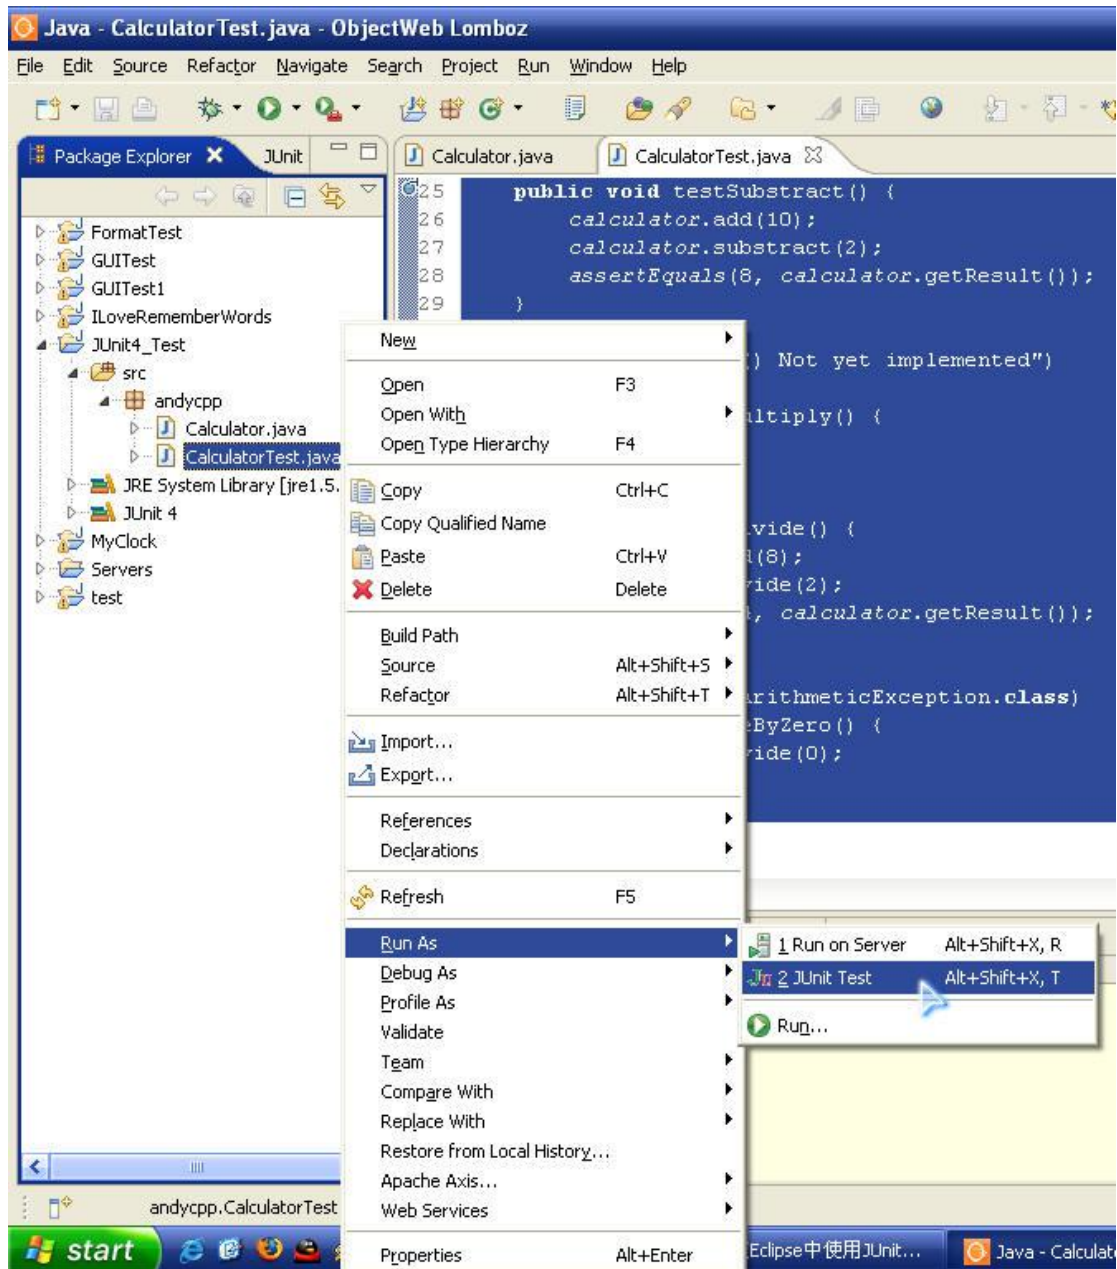 Java - CalculatorTest.java - ObjectWeb Lomboz
File Edit Source Refactor Navigate Search Project Run Window Help
Package Explorer JUnit
Calculator.java CalculatorTest.java
FormatTest
GUITest
GUITest1
ILoveRememberWords
JUnit4_Test
src
andycpp
Calculator.java
CalculatorTest.java
JRE System Library [jre1.5.
JUnit 4
MyClock
Servers
test
25 public void testSubstract() {
26 calculator.add(10);
27 calculator.substract(2);
28 assertEquals(8, calculator.getResult());
29 }
) Not yet implemented")
ultiply() {
vide() {
(8);
vide(2);
, calculator.getResult());
rithmeticException.class)
eByZero() {
vide(0);
New
Open F3
Open With
Open Type Hierarchy F4
Copy Ctrl+C
Copy Qualified Name
Paste Ctrl+V
Delete Delete
Build Path
Source Alt+Shift+S
Refactor Alt+Shift+T
Import...
Export...
References
Declarations
Refresh F5
Run As
Debug As
Profile As
Validate
Team
Compare With
Replace With
Restore from Local History...
Apache Axis...
Web Services
Properties Alt+Enter
1 Run on Server Alt+Shift+X, R
2 JUnit Test Alt+Shift+X, T
Run...
andycpp.CalculatorTest
start
Eclipse中使用JUnit...
Java - Calculat